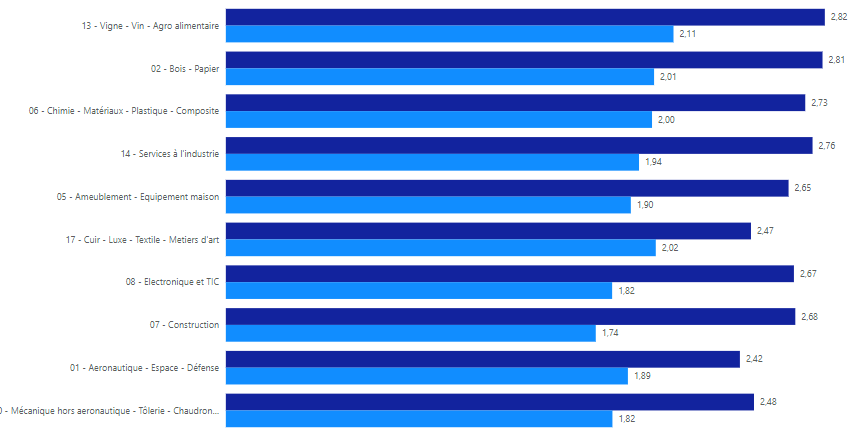 13 - Vigne - Vin - Agro alimentaire
2,82
2,11
02 - Bois - Papier
2,81
2,01
06 - Chimie - Matériaux - Plastique - Composite
2,73
2,00
14 - Services à l'industrie
2,76
1,94
05 - Ameublement - Equipement maison
2,65
1,90
17 - Cuir - Luxe - Textile - Metiers d'art
2,47
2,02
08 - Electronique et TIC
2,67
1,82
07 - Construction
2,68
1,74
01 - Aeronautique - Espace - Défense
2,42
1,89
0 - Mécanique hors aeronautique - Tôlerie - Chaudron...
2,48
1,82